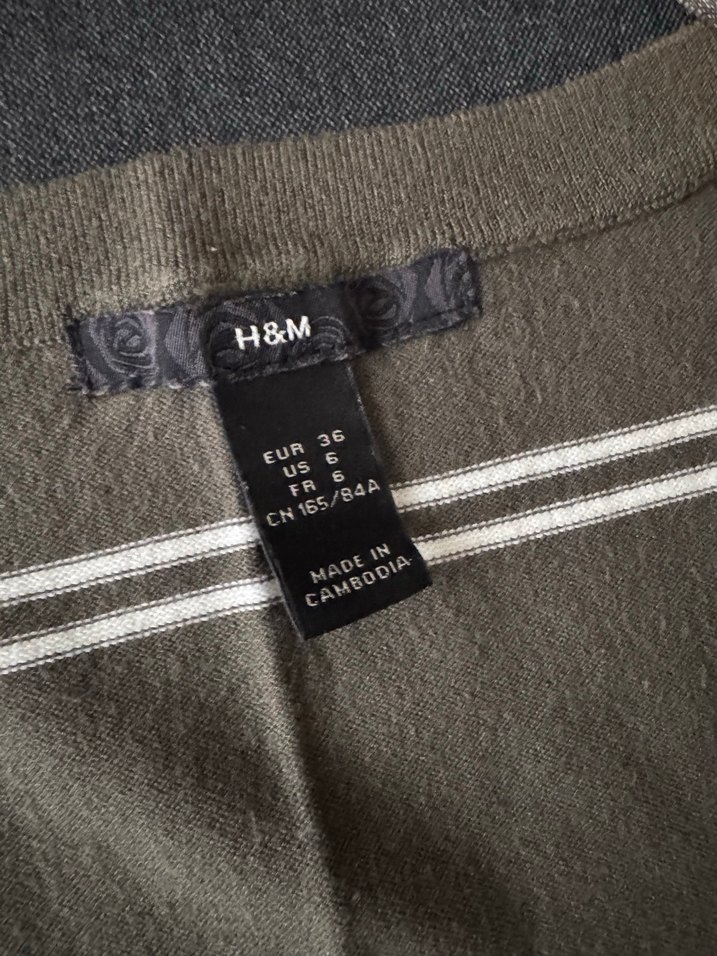 H&M
EUR 36
US 6
FR 6
CN 165/84A
MADE IN
CAMBODIA